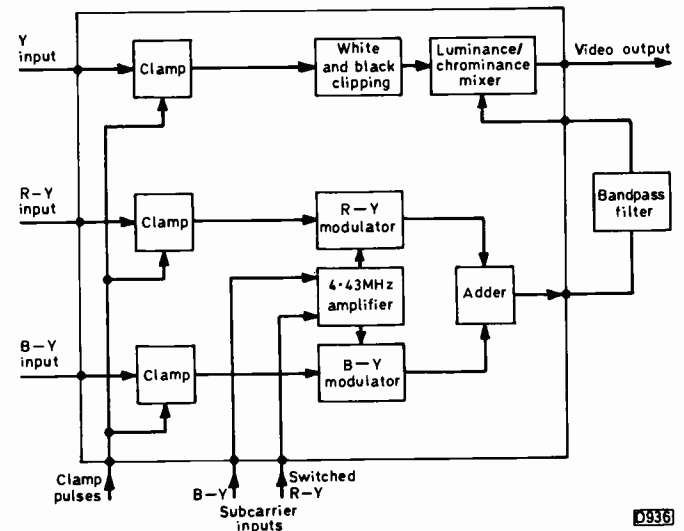 Y
input
Clamp
White
and black
clipping
Luminance/
chrominance
mixer
Video output
R-Y
input
Clamp
R-Y
modulator
Bandpass
filter
4·43MHz
amplifier
Adder
B-Y
input
Clamp
B-Y
modulator
Clamp
pulses
B-Y
Switched
R-Y
Subcarrier
inputs
D936